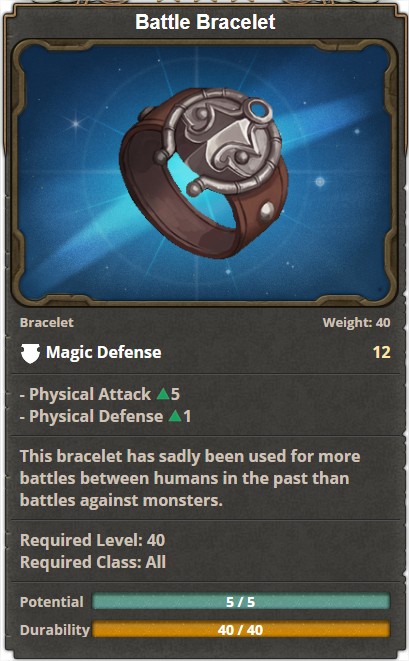 Battle Bracelet
Bracelet Weight: 40
Magic Defense 12
- Physical Attack ▲5
- Physical Defense ▲1
This bracelet has sadly been used for more
battles between humans in the past than
battles against monsters.
Required Level: 40
Required Class: All
Potential 5 / 5
Durability 40 / 40